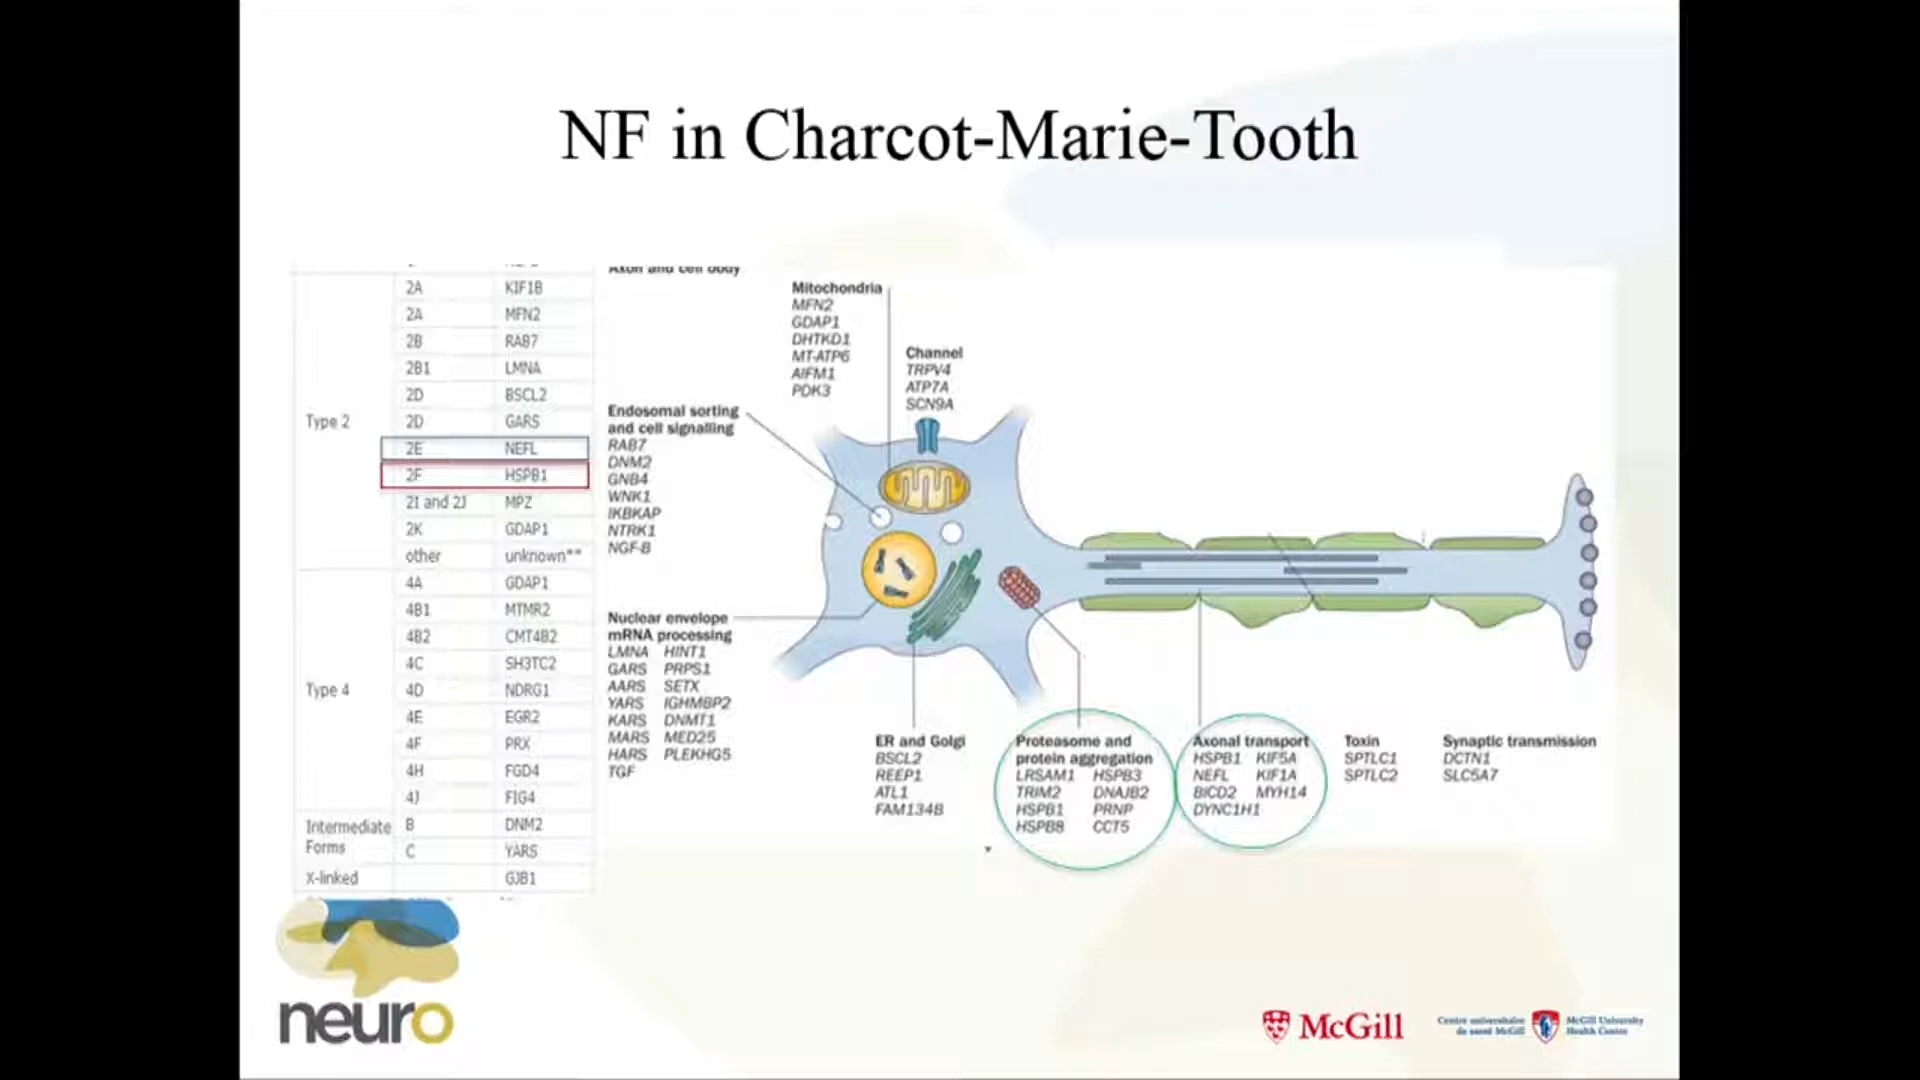 NF in Charcot-Marie-Tooth
Type 2
2A KIF1B
2A MFN2
2B RAB7
2B1 LMNA
2D BSCL2
2D GARS
2E NEFL
2F HSPB1
2I and 2J MPZ
2K GDAP1
other unknown**
Type 4
4A GDAP1
4B1 MTMR2
4B2 CMT4B2
4C SH3TC2
4D NDRG1
4E EGR2
4F PRX
4H FGD4
4J FIG4
Intermediate
Forms
B DNM2
C YARS
X-linked GJB1
Axon and cell body
Mitochondria
MFN2
GDAP1
DHTKD1
MT-ATP6
AIFM1
PDK3
Channel
TRPV4
ATP7A
SCN9A
Endosomal sorting
and cell signalling
RAB7
DNM2
GNB4
WNK1
IKBKAP
NTRK1
NGF-B
Nuclear envelope
mRNA processing
LMNA HINT1
GARS PRPS1
AARS SETX
YARS IGHMBP2
KARS DNMT1
MARS MED25
HARS PLEKHG5
TGF
ER and Golgi
BSCL2
REEP1
ATL1
FAM134B
Proteasome and
protein aggregation
LRSAM1 HSPB3
TRIM2 DNAJB2
HSPB1 PRNP
HSPB8 CCT5
Axonal transport
HSPB1 KIF5A
NEFL KIF1A
BICD2 MYH14
DYNC1H1
Toxin
SPTLC1
SPTLC2
Synaptic transmission
DCTN1
SLC5A7
neuro
McGill
Centre universitaire
de santé McGill
McGill University
Health Centre